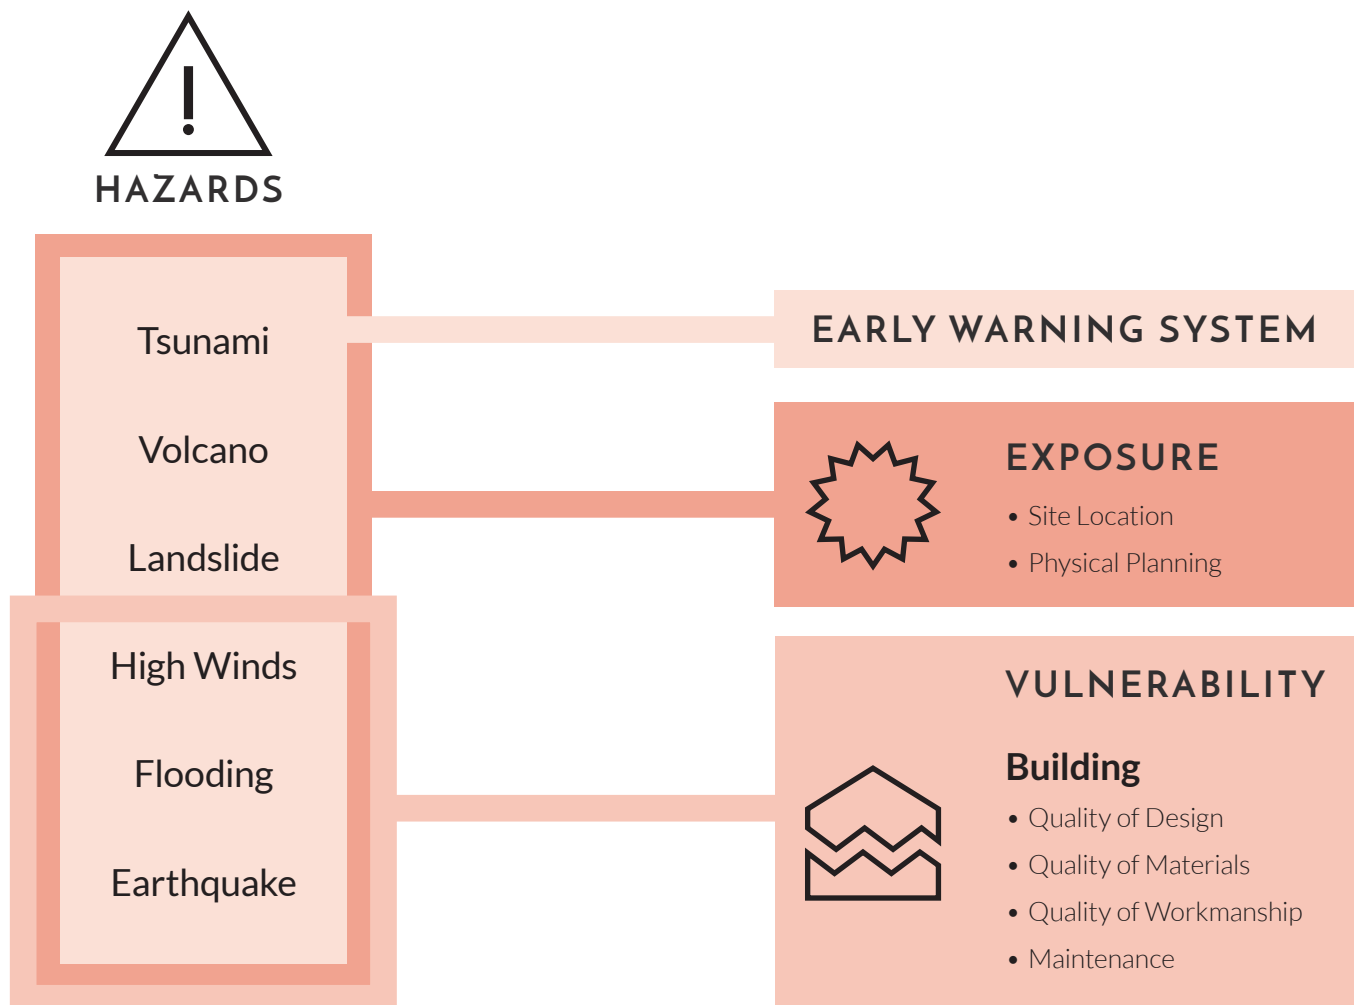 !
HAZARDS
Tsunami
Volcano
Landslide
High Winds
Flooding
Earthquake
EARLY WARNING SYSTEM
EXPOSURE
• Site Location
• Physical Planning
VULNERABILITY
Building
• Quality of Design
• Quality of Materials
• Quality of Workmanship
• Maintenance